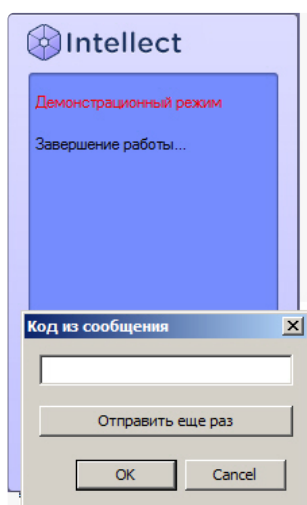 Intellect
Демонстрационный режим
Завершение работы...
Код из сообщения
Отправить еще раз
OK
Cancel